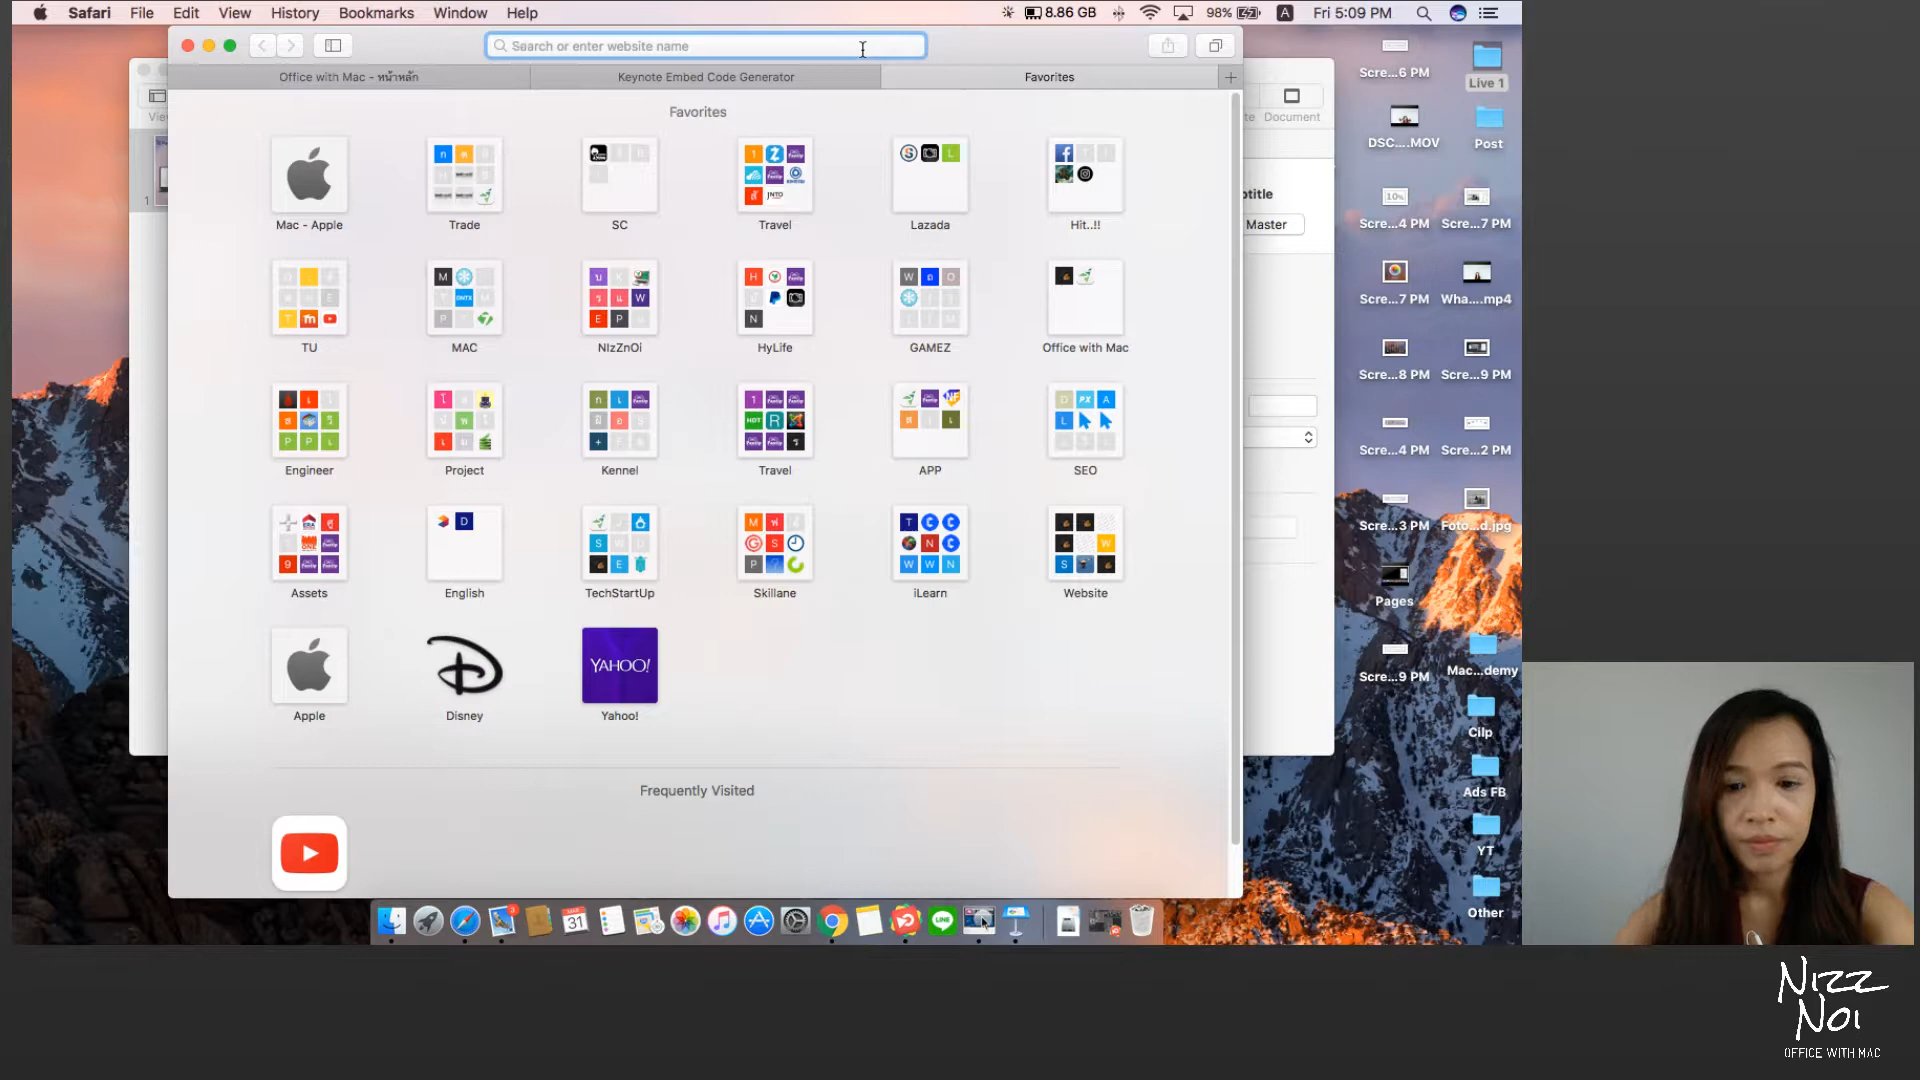 Safari File Edit View History Bookmarks Window Help 8.86 GB 98% A Fri 5:09 PM
Search or enter website name
Office with Mac - หน้าหลัก Keynote Embed Code Generator Favorites
Favorites
Mac - Apple Trade SC Travel Lazada Hit..!!
TU MAC NIzZnOi HyLife GAMEZ Office with Mac
Engineer Project Kennel Travel APP SEO
Assets English TechStartUp Skillane iLearn Website
YAHOO!
Apple Disney Yahoo!
Frequently Visited
Document
Master
1
Scre...6 PM Live 1
DSC....MOV Post
Scre...4 PM Scre...7 PM
Scre...7 PM Wha....mp4
Scre...8 PM Scre...9 PM
Scre...4 PM Scre...2 PM
Scre...3 PM Foto...d.jpg
Pages
Scre...9 PM Mac...demy
Cilp
Ads FB
YT
Other
31
LINE
NIZZ
NOI
OFFICE WITH MAC